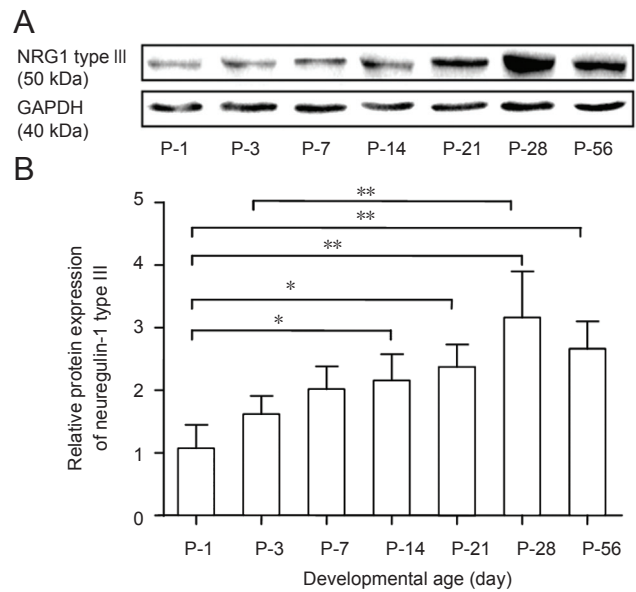 A
NRG1 type III
(50 kDa)
GAPDH
(40 kDa)
P-1 P-3 P-7 P-14 P-21 P-28 P-56
B
Relative protein expression
of neuregulin-1 type III
5
4
3
2
1
0
**
**
**
*
*
P-1 P-3 P-7 P-14 P-21 P-28 P-56
Developmental age (day)